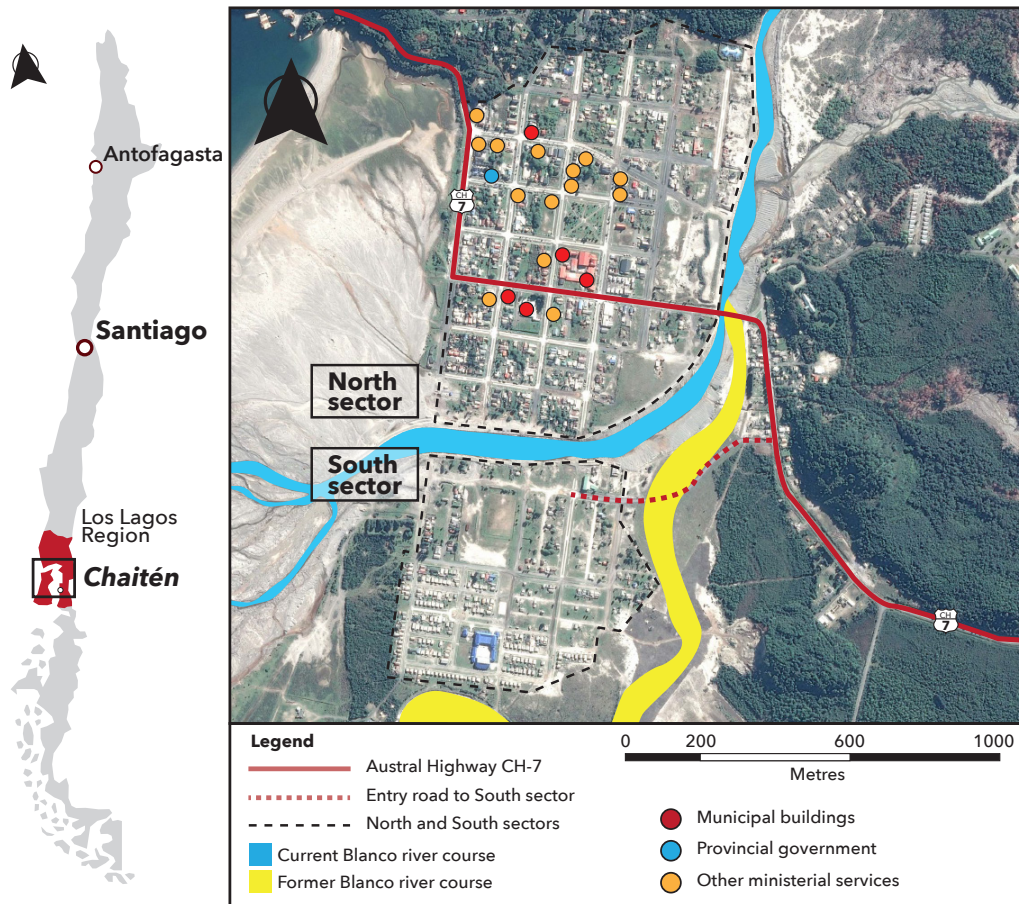 Antofagasta
Santiago
Los Lagos
Region
Chaitén
CH
7
North
sector
South
sector
CH
7
Legend
Austral Highway CH-7
Entry road to South sector
North and South sectors
Current Blanco river course
Former Blanco river course
0 200 600 1000
Metres
Municipal buildings
Provincial government
Other ministerial services